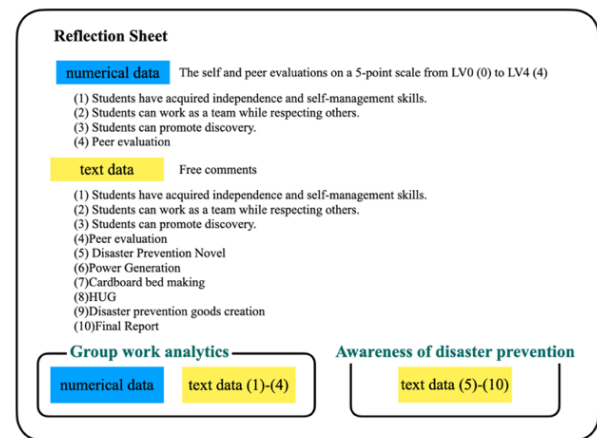 Reflection Sheet
numerical data The self and peer evaluations on a 5-point scale from LV0 (0) to LV4 (4)
(1) Students have acquired independence and self-management skills.
(2) Students can work as a team while respecting others.
(3) Students can promote discovery.
(4) Peer evaluation
text data Free comments
(1) Students have acquired independence and self-management skills.
(2) Students can work as a team while respecting others.
(3) Students can promote discovery.
(4)Peer evaluation
(5) Disaster Prevention Novel
(6)Power Generation
(7)Cardboard bed making
(8)HUG
(9)Disaster prevention goods creation
(10)Final Report
Group work analytics Awareness of disaster prevention
numerical data text data (1)-(4) text data (5)-(10)